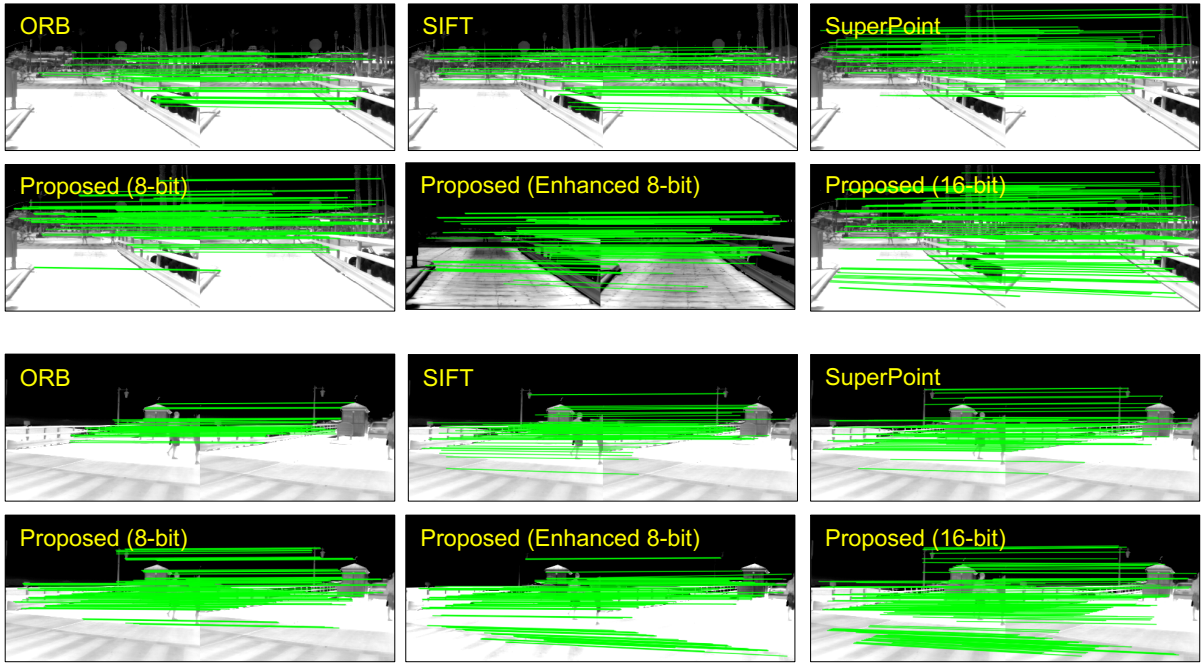 ORB
SIFT
SuperPoint
Proposed (8-bit)
Proposed (Enhanced 8-bit)
Proposed (16-bit)
ORB
SIFT
SuperPoint
Proposed (8-bit)
Proposed (Enhanced 8-bit)
Proposed (16-bit)